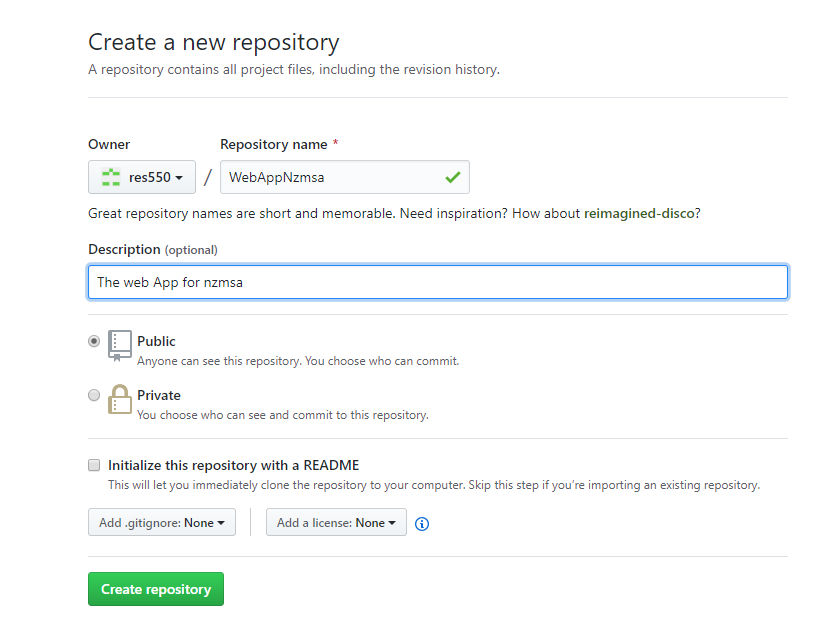 Create a new repository
A repository contains all project files, including the revision history.
Owner Repository name *
res550 / WebAppNzmsa
Great repository names are short and memorable. Need inspiration? How about reimagined-disco?
Description (optional)
The web App for nzmsa
Public
Anyone can see this repository. You choose who can commit.
Private
You choose who can see and commit to this repository.
Initialize this repository with a README
This will let you immediately clone the repository to your computer. Skip this step if you're importing an existing repository.
Add .gitignore: None Add a license: None
Create repository